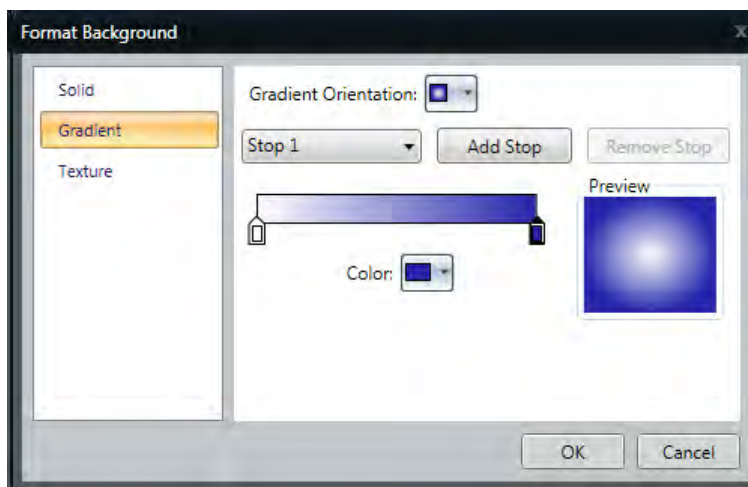 Format Background
Solid
Gradient
Texture
Gradient Orientation:
Stop 1
Add Stop
Remove Stop
Preview
Color:
OK
Cancel